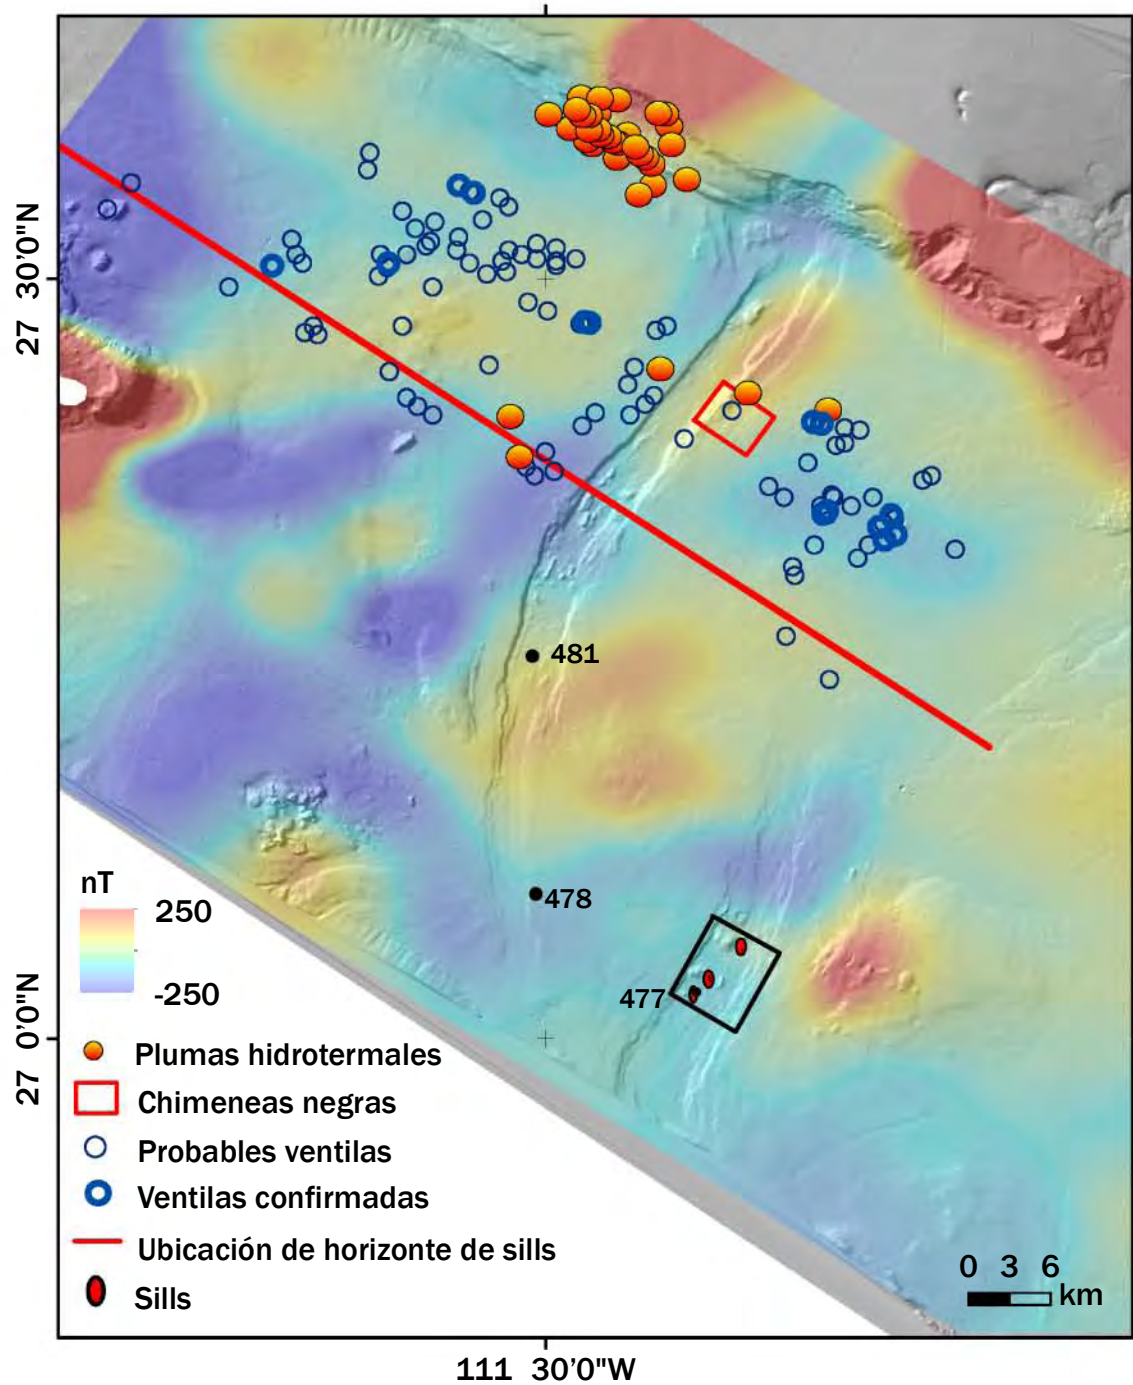 27 30'0"N
481
478
477
nT
250
-250
27 0'0"N
Plumas hidrotermales
Chimeneas negras
Probables ventilas
Ventilas confirmadas
Ubicación de horizonte de sills
Sills
0 3 6
km
111 30'0"W